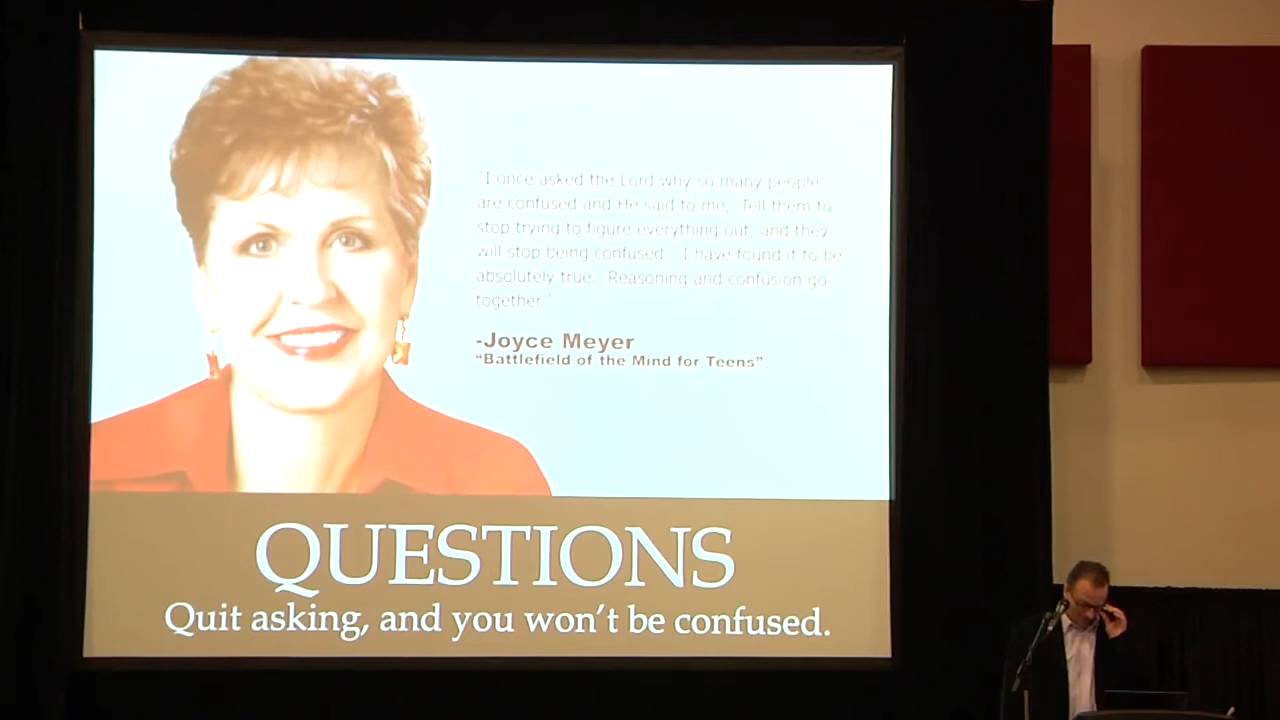 "I once asked the Lord why so many people
are confused and He said to me, 'Tell them to
stop trying to figure everything out, and they
will stop being confused.' I have found it to be
absolutely true. Reasoning and confusion go
together."
-Joyce Meyer
"Battlefield of the Mind for Teens"
QUESTIONS
Quit asking, and you won't be confused.